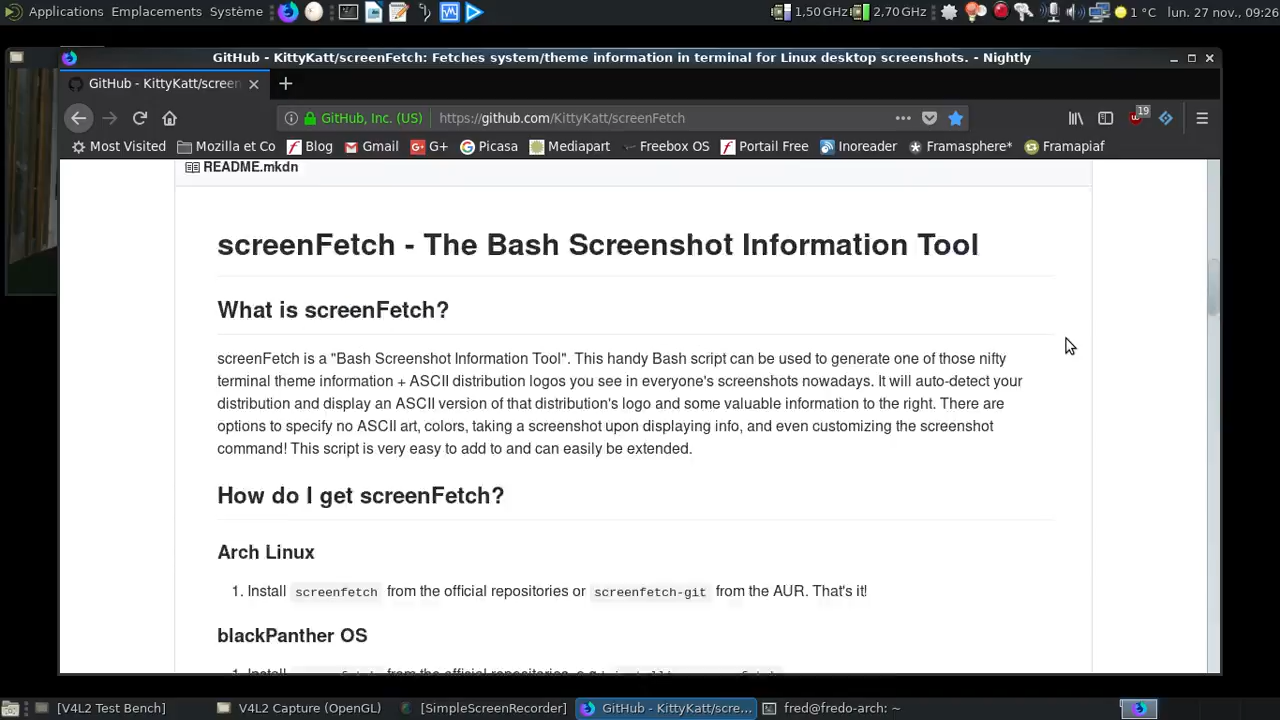 Applications Emplacements Système 1,50 GHz 2,70 GHz 1 °C lun. 27 nov., 09:26
GitHub - KittyKatt/screenFetch: Fetches system/theme information in terminal for Linux desktop screenshots. - Nightly
GitHub - KittyKatt/screen
GitHub, Inc. (US) https://github.com/KittyKatt/screenFetch 19
Most Visited Mozilla et Co Blog Gmail G+ Picasa Mediapart Freebox OS Portail Free Inoreader Framasphere* Framapiaf
README.mkdn
screenFetch - The Bash Screenshot Information Tool
What is screenFetch?
screenFetch is a "Bash Screenshot Information Tool". This handy Bash script can be used to generate one of those nifty
terminal theme information + ASCII distribution logos you see in everyone's screenshots nowadays. It will auto-detect your
distribution and display an ASCII version of that distribution's logo and some valuable information to the right. There are
options to specify no ASCII art, colors, taking a screenshot upon displaying info, and even customizing the screenshot
command! This script is very easy to add to and can easily be extended.
How do I get screenFetch?
Arch Linux
1. Install screenfetch from the official repositories or screenfetch-git from the AUR. That's it!
blackPanther OS
1. Install from the official repositories,
[V4L2 Test Bench] V4L2 Capture (OpenGL) [SimpleScreenRecorder] GitHub - KittyKatt/scre... fred@fredo-arch: ~